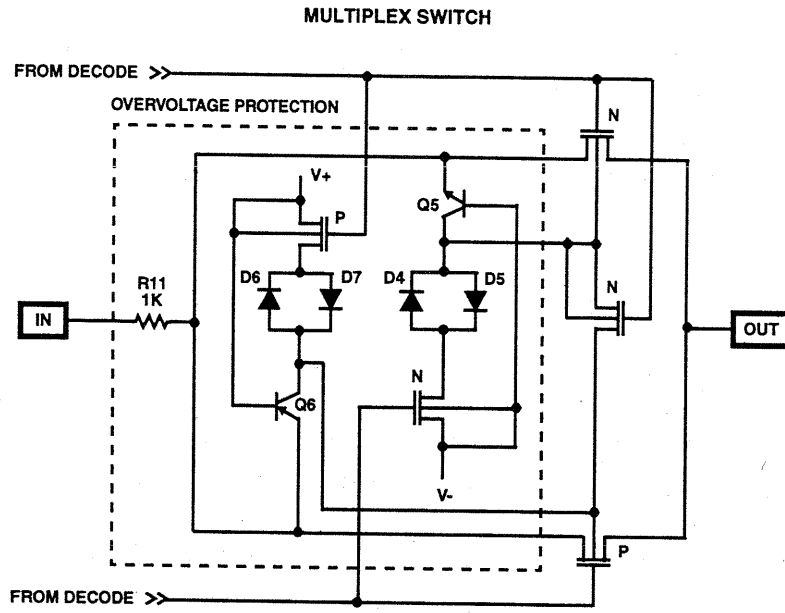 MULTIPLEX SWITCH
FROM DECODE
OVERVOLTAGE PROTECTION
N
V+
Q5
P
R11
1K
D6
D7
D4
D5
N
IN
OUT
N
Q6
V-
P
FROM DECODE